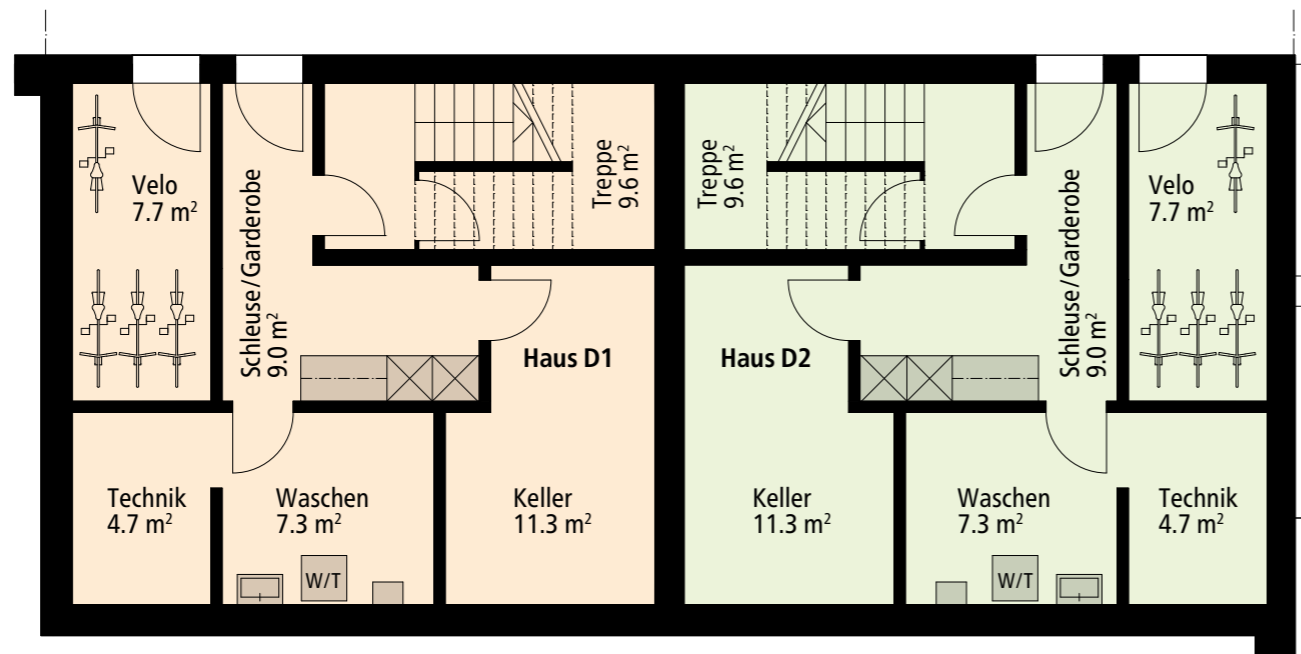 Velo
7.7 m²
Schleuse/Garderobe
9.0 m²
Treppe
9.6 m²
Haus D1
Technik
4.7 m²
Waschen
7.3 m²
W/T
Keller
11.3 m²
Treppe
9.6 m²
Haus D2
Schleuse/Garderobe
9.0 m²
Velo
7.7 m²
Keller
11.3 m²
Waschen
7.3 m²
W/T
Technik
4.7 m²